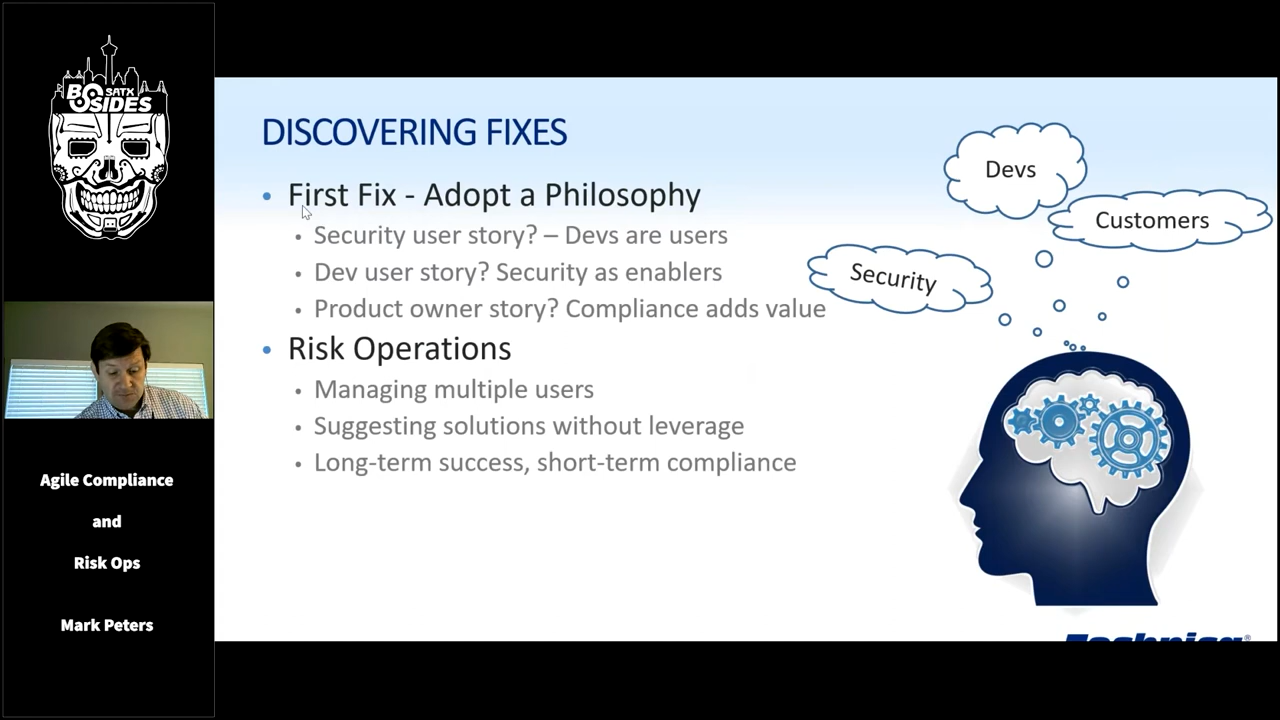 BSIDES
SATX
Agile Compliance
and
Risk Ops
Mark Peters
DISCOVERING FIXES
• First Fix - Adopt a Philosophy
• Security user story? – Devs are users
• Dev user story? Security as enablers
• Product owner story? Compliance adds value
• Risk Operations
• Managing multiple users
• Suggesting solutions without leverage
• Long-term success, short-term compliance
Devs
Customers
Security